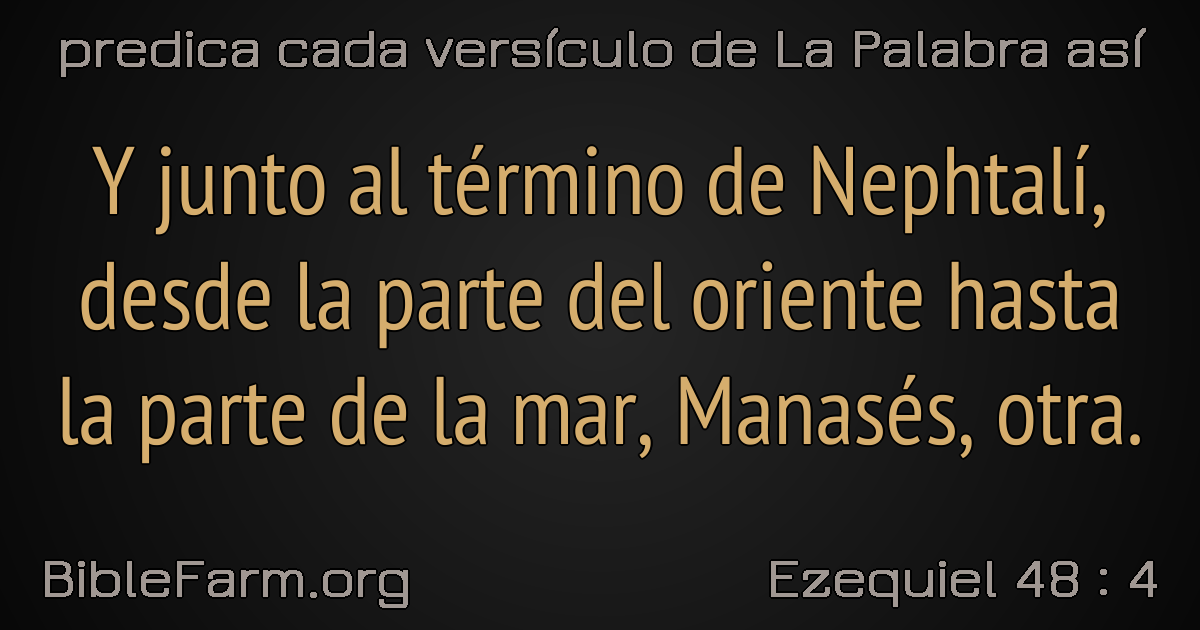 predica cada versículo de La Palabra así
Y junto al término de Nephtalí,
desde la parte del oriente hasta
la parte de la mar, Manasés, otra.
BibleFarm.org
Ezequiel 48 : 4